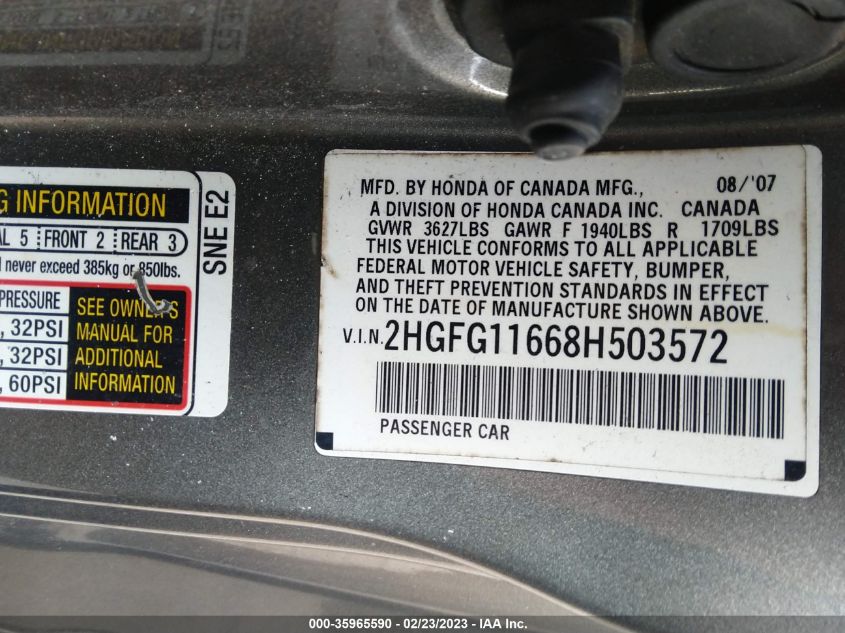 G INFORMATION
AL 5 FRONT 2 REAR 3
never exceed 385kg or 850lbs.
PRESSURE
, 32PSI
, 32PSI
, 60PSI
SEE OWNER'S
MANUAL FOR
ADDITIONAL
INFORMATION
SNE E2
MFD. BY HONDA OF CANADA MFG., 08/'07
A DIVISION OF HONDA CANADA INC. CANADA
GVWR 3627LBS GAWR F 1940LBS R 1709LBS
THIS VEHICLE CONFORMS TO ALL APPLICABLE
FEDERAL MOTOR VEHICLE SAFETY, BUMPER,
AND THEFT PREVENTION STANDARDS IN EFFECT
ON THE DATE OF MANUFACTURE SHOWN ABOVE.
V.I.N. 2HGFG11668H503572
PASSENGER CAR
000-35965590 - 02/23/2023 - IAA Inc.